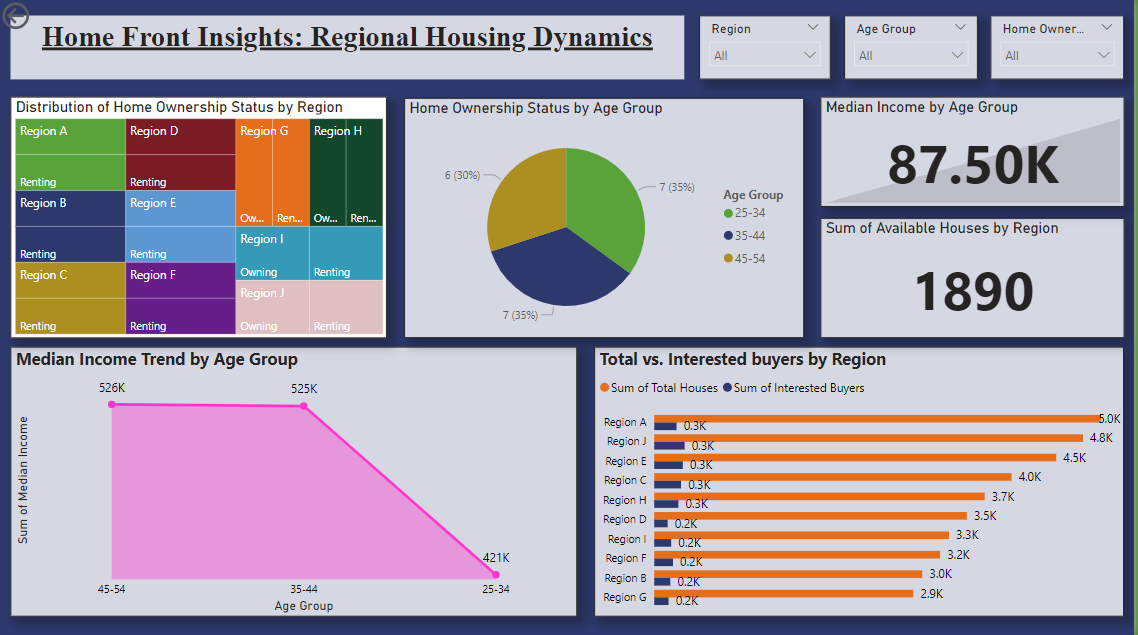 Home Front Insights: Regional Housing Dynamics
Region
All
Age Group
All
Home Owner...
All
Distribution of Home Ownership Status by Region
Region A
Renting
Region B
Renting
Region C
Renting
Region D
Renting
Region E
Renting
Region F
Renting
Region G
Ow...
Ren...
Region H
Ow...
Ren...
Region I
Owning
Renting
Region J
Owning
Renting
Home Ownership Status by Age Group
6 (30%)
7 (35%)
7 (35%)
Age Group
25-34
35-44
45-54
Median Income by Age Group
87.50K
Sum of Available Houses by Region
1890
Median Income Trend by Age Group
Sum of Median Income
526K
525K
421K
45-54
35-44
25-34
Age Group
Total vs. Interested buyers by Region
Sum of Total Houses
Sum of Interested Buyers
Region A 5.0K
0.3K
Region J 4.8K
0.3K
Region E 4.5K
0.3K
Region C 4.0K
0.3K
Region H 3.7K
0.3K
Region D 3.5K
0.2K
Region I 3.3K
0.2K
Region F 3.2K
0.2K
Region B 3.0K
0.2K
Region G 2.9K
0.2K